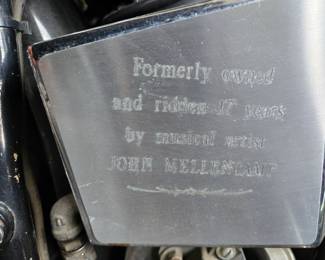 Formerly owned
and ridden 17 years
by musical artist
JOHN MELLENCAMP